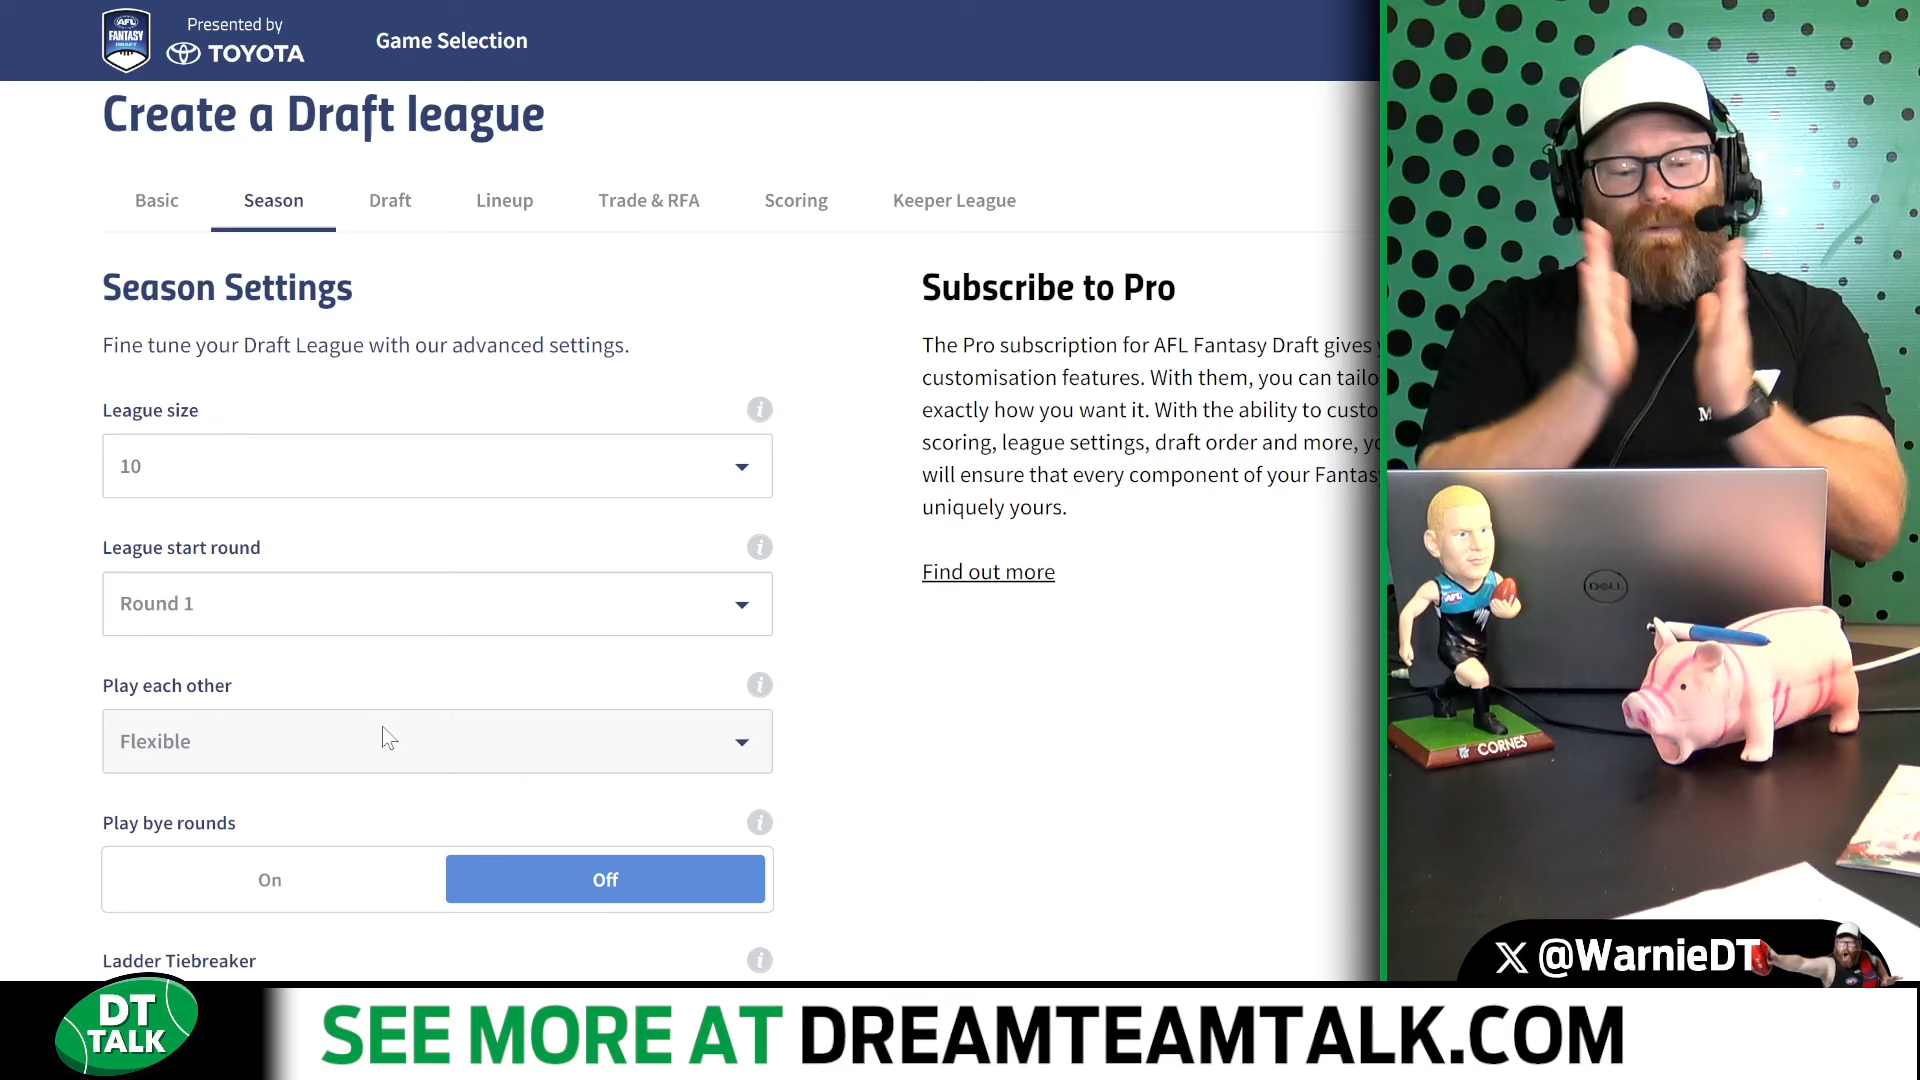 AFL
FANTASY
DRAFT
Presented by
TOYOTA
Game Selection
Create a Draft league
Basic
Season
Draft
Lineup
Trade & RFA
Scoring
Keeper League
Season Settings
Fine tune your Draft League with our advanced settings.
League size
i
10
League start round
i
Round 1
Play each other
i
Flexible
Play bye rounds
i
On
Off
Ladder Tiebreaker
i
Subscribe to Pro
The Pro subscription for AFL Fantasy Draft gives
customisation features. With them, you can tailo
exactly how you want it. With the ability to custo
scoring, league settings, draft order and more, yo
will ensure that every component of your Fantas
uniquely yours.
Find out more
M
DELL
AFL
CORNES
X @WarnieDT
DT
TALK
SEE MORE AT DREAMTEAMTALK.COM